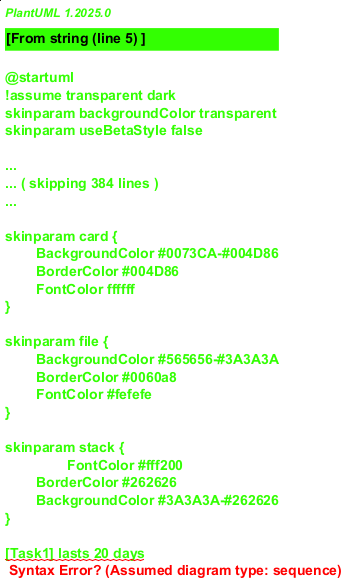 PlantUML 1.2025.0
[From string (line 5) ]
@startuml
!assume transparent dark
skinparam backgroundColor transparent
skinparam useBetaStyle false
...
... ( skipping 384 lines )
...
skinparam card {
BackgroundColor #0073CA-#004D86
BorderColor #004D86
FontColor ffffff
}
skinparam file {
BackgroundColor #565656-#3A3A3A
BorderColor #0060a8
FontColor #fefefe
}
skinparam stack {
FontColor #fff200
BorderColor #262626
BackgroundColor #3A3A3A-#262626
}
[Task1] lasts 20 days
Syntax Error? (Assumed diagram type: sequence)